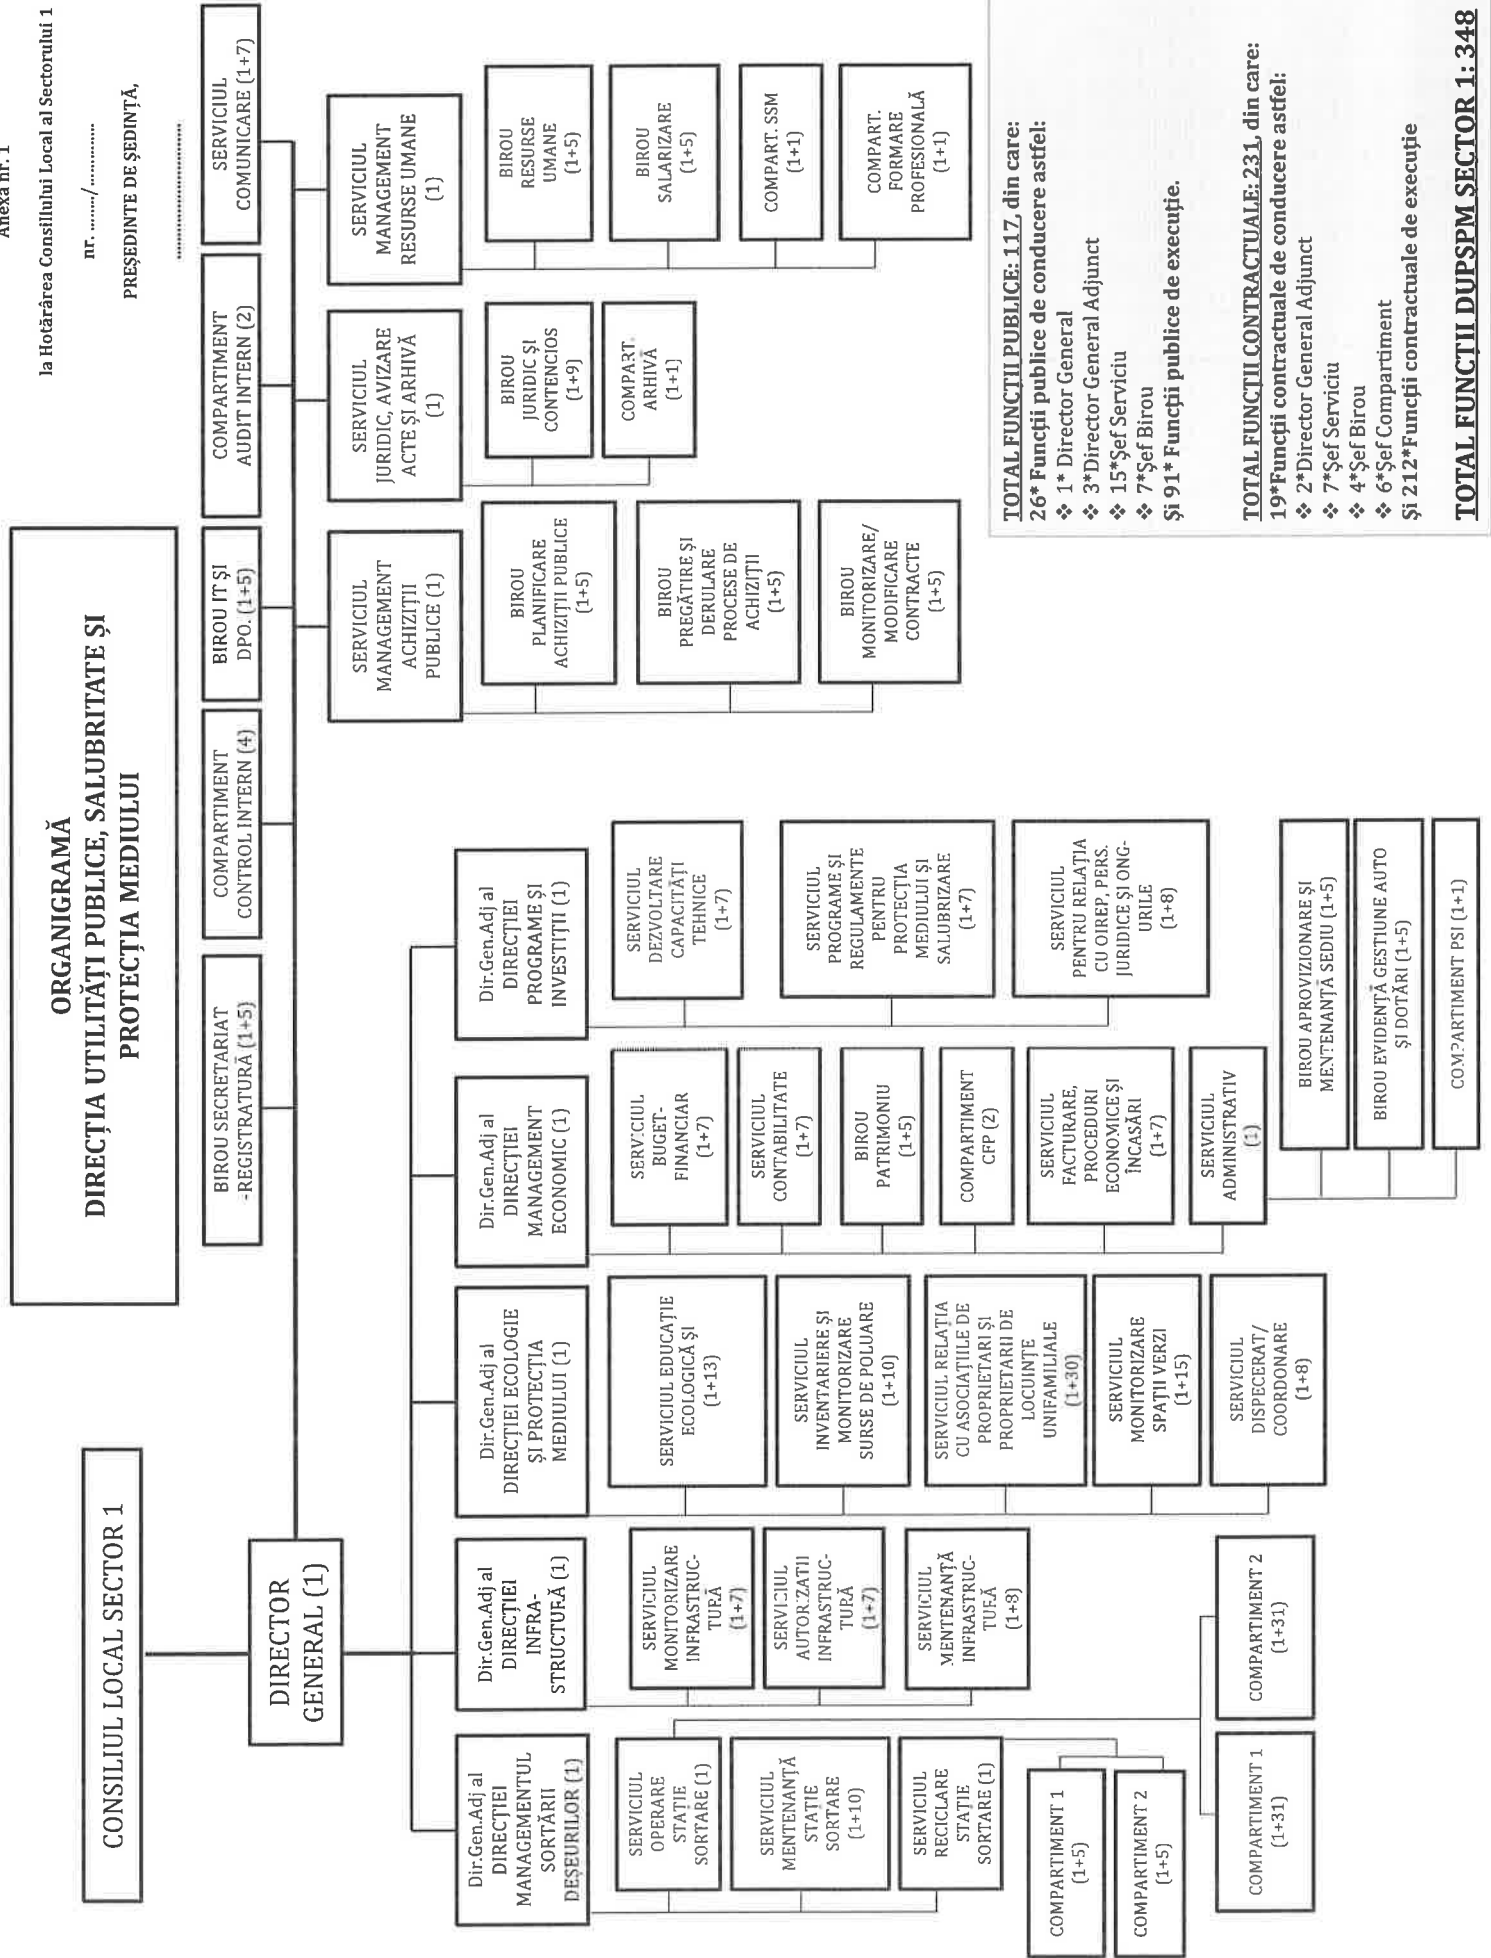 Anexa nr. 1
la Hotărârea Consiliului Local al Sectorului 1
nr. ........./................
PREȘEDINTE DE ȘEDINȚĂ,
............................
ORGANIGRAMĂ
DIRECȚIA UTILITĂȚI PUBLICE, SALUBRITATE ȘI
PROTECȚIA MEDIULUI
CONSILIUL LOCAL SECTOR 1
DIRECTOR
GENERAL (1)
BIROU SECRETARIAT
-REGISTRATURĂ (1+5)
COMPARTIMENT
CONTROL INTERN (4)
BIROU IT ȘI
DPO. (1+5)
COMPARTIMENT
AUDIT INTERN (2)
SERVICIUL
COMUNICARE (1+7)
SERVICIUL
MANAGEMENT
ACHIZIȚII
PUBLICE (1)
BIROU
PLANIFICARE
ACHIZIȚII PUBLICE
(1+5)
BIROU
PREGĂTIRE ȘI
DERULARE
PROCESE DE
ACHIZIȚII
(1+5)
BIROU
MONITORIZARE/
MODIFICARE
CONTRACTE
(1+5)
SERVICIUL
JURIDIC, AVIZARE
ACTE ȘI ARHIVĂ
(1)
BIROU
JURIDIC ȘI
CONTENCIOS
(1+9)
COMPART.
ARHIVĂ
(1+1)
SERVICIUL
MANAGEMENT
RESURSE UMANE
(1)
BIROU
RESURSE
UMANE
(1+5)
BIROU
SALARIZARE
(1+5)
COMPART. SSM
(1+1)
COMPART.
FORMARE
PROFESIONALĂ
(1+1)
Dir.Gen.Adj al
DIRECȚIEI
MANAGEMENTUL
SORTĂRII
DEȘEURILOR (1)
SERVICIUL
OPERARE
STAȚIE
SORTARE (1)
SERVICIUL
MENTENANȚĂ
STAȚIE
SORTARE
(1+10)
SERVICIUL
RECICLARE
STAȚIE
SORTARE (1)
COMPARTIMENT 1
(1+5)
COMPARTIMENT 2
(1+5)
COMPARTIMENT 1
(1+31)
COMPARTIMENT 2
(1+31)
Dir.Gen.Adj al
DIRECȚIEI
INFRA-
STRUCTURĂ (1)
SERVICIUL
MONITORIZARE
INFRASTRUC-
TURĂ
(1+7)
SERVICIUL
AUTORIZATII
INFRASTRUC-
TURĂ
(1+7)
SERVICIUL
MENTENANȚĂ
INFRASTRUC-
TURĂ
(1+8)
Dir.Gen.Adj al
DIRECȚIEI ECOLOGIE
ȘI PROTECȚIA
MEDIULUI (1)
SERVICIUL EDUCAȚIE
ECOLOGICĂ ȘI
(1+13)
SERVICIUL
INVENTARIERE ȘI
MONITORIZARE
SURSE DE POLUARE
(1+10)
SERVICIUL RELAȚIA
CU ASOCIAȚIILE DE
PROPRIETARI ȘI
PROPRIETARII DE
LOCUINȚE
UNIFAMILIALE
(1+30)
SERVICIUL
MONITORIZARE
SPAȚII VERZI
(1+15)
SERVICIUL
DISPECERAT/
COORDONARE
(1+8)
Dir.Gen.Adj al
DIRECȚIEI
MANAGEMENT
ECONOMIC (1)
SERVICIUL
BUGET-
FINANCIAR
(1+7)
SERVICIUL
CONTABILITATE
(1+7)
BIROU
PATRIMONIU
(1+5)
COMPARTIMENT
CFP (2)
SERVICIUL
FACTURARE,
PROCEDURI
ECONOMICE ȘI
ÎNCASĂRI
(1+7)
SERVICIUL
ADMINISTRATIV
(1)
BIROU APROVIZIONARE ȘI
MENTENANȚĂ SEDIU (1+5)
BIROU EVIDENȚĂ GESTIUNE AUTO
ȘI DOTĂRI (1+5)
COMPARTIMENT PSI (1+1)
Dir.Gen.Adj al
DIRECȚIEI
PROGRAME ȘI
INVESTIȚII (1)
SERVICIUL
DEZVOLTARE
CAPACITĂȚI
TEHNICE
(1+7)
SERVICIUL
PROGRAME ȘI
REGULAMENTE
PENTRU
PROTECȚIA
MEDIULUI ȘI
SALUBRIZARE
(1+7)
SERVICIUL
PENTRU RELAȚIA
CU OIREP, PERS.
JURIDICE ȘI ONG-
URILE
(1+8)
TOTAL FUNCȚII PUBLICE: 117, din care:
26* Funcții publice de conducere astfel:
❖ 1* Director General
❖ 3*Director General Adjunct
❖ 15*Șef Serviciu
❖ 7*Șef Birou
Și 91* Funcții publice de execuție.
TOTAL FUNCȚII CONTRACTUALE: 231, din care:
19*Funcții contractuale de conducere astfel:
❖ 2*Director General Adjunct
❖ 7*Șef Serviciu
❖ 4*Șef Birou
❖ 6*Șef Compartiment
Și 212*Funcții contractuale de execuție
TOTAL FUNCȚII DUPSPM SECTOR 1: 348